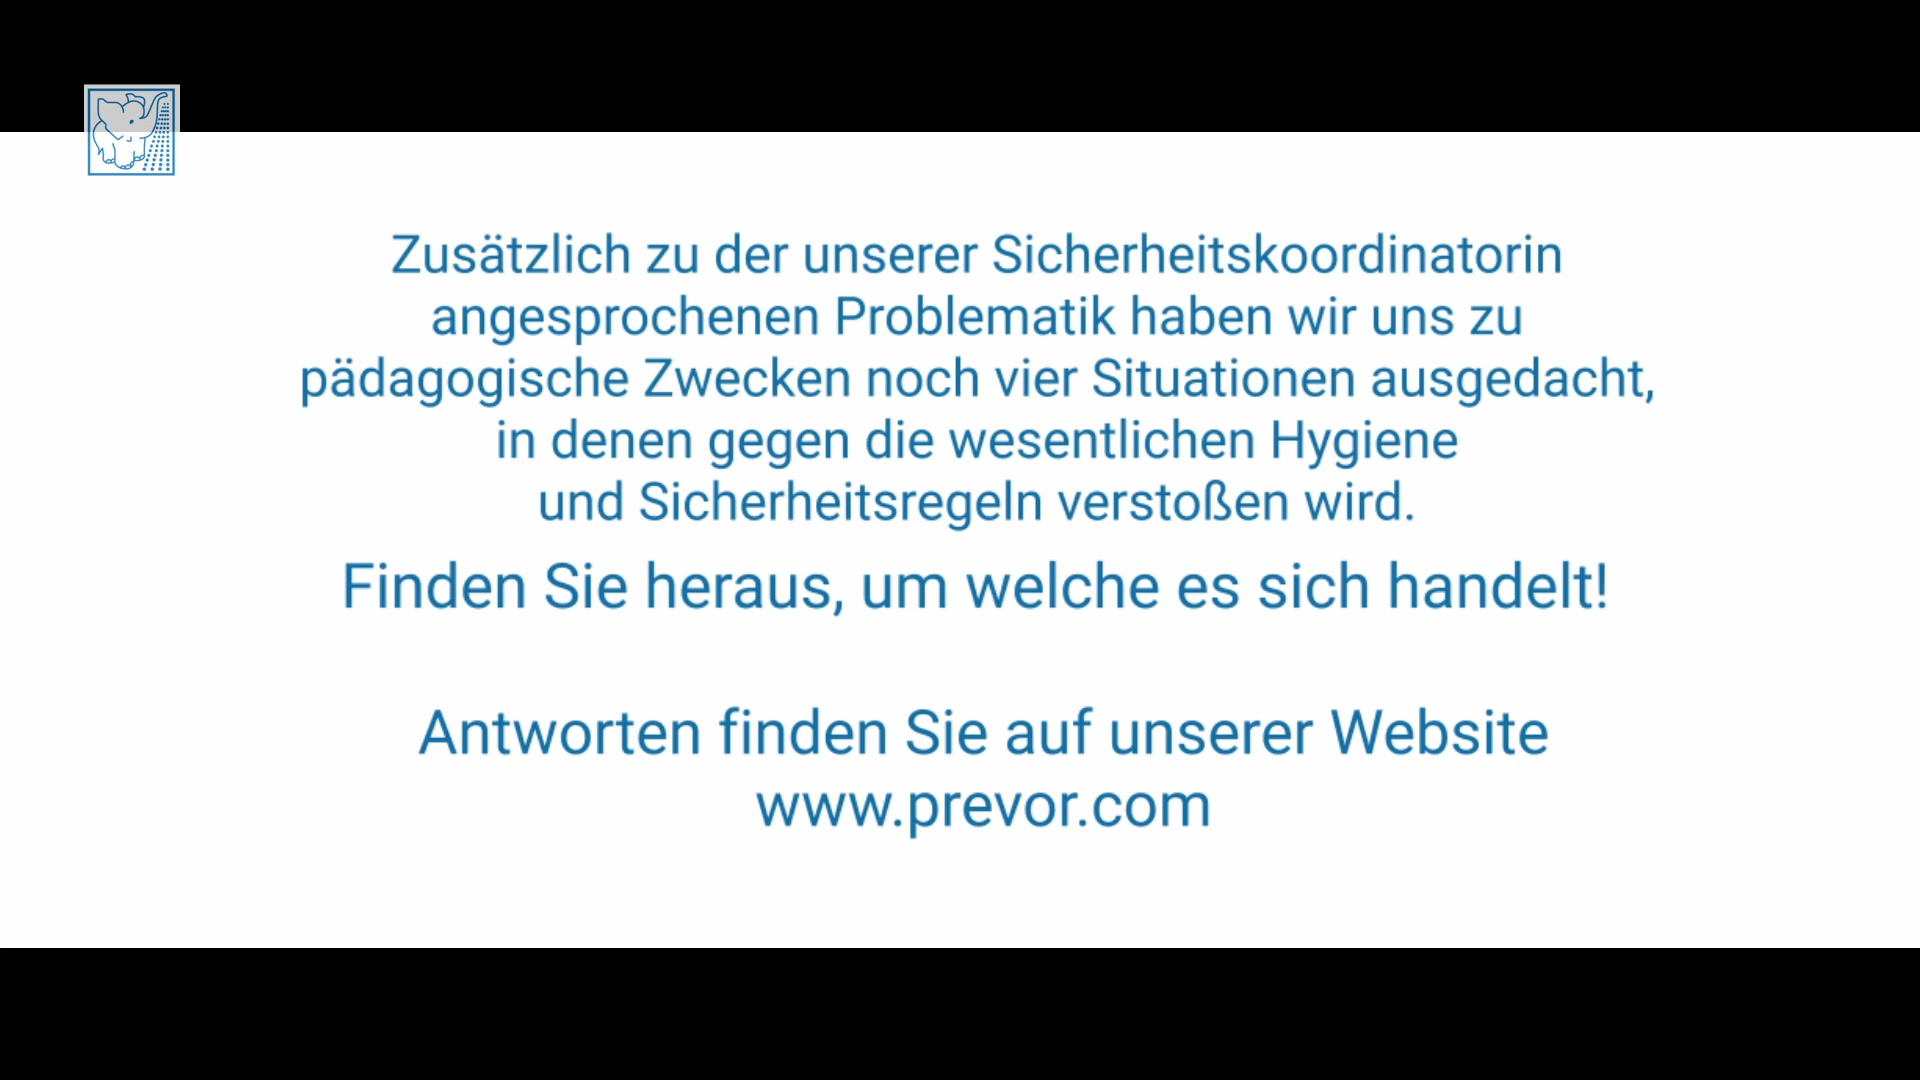 Zusätzlich zu der unserer Sicherheitskoordinatorin
angesprochenen Problematik haben wir uns zu
pädagogische Zwecken noch vier Situationen ausgedacht,
in denen gegen die wesentlichen Hygiene
und Sicherheitsregeln verstoßen wird.
Finden Sie heraus, um welche es sich handelt!
Antworten finden Sie auf unserer Website
www.prevor.com